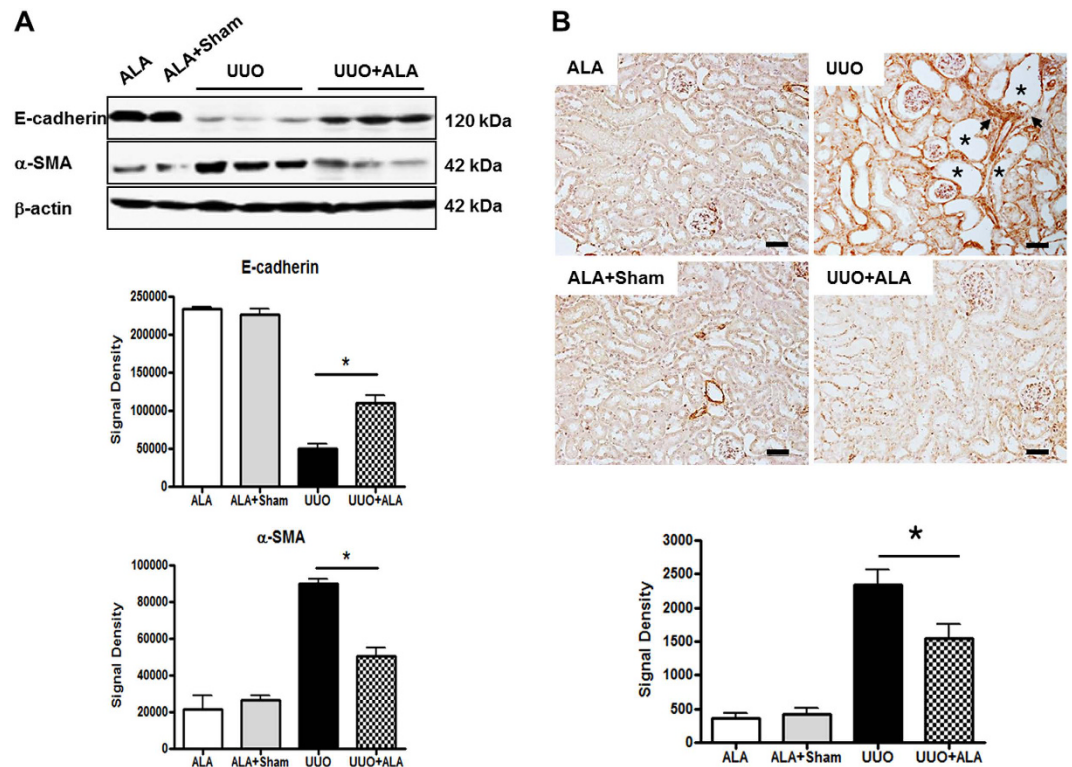 A
ALA
ALA+Sham
UUO
UUO+ALA
E-cadherin
120 kDa
α-SMA
42 kDa
β-actin
42 kDa
E-cadherin
Signal Density
250000
200000
150000
100000
50000
0
*
ALA
ALA+Sham
UUO
UUO+ALA
α-SMA
Signal Density
100000
80000
60000
40000
20000
0
*
ALA
ALA+Sham
UUO
UUO+ALA
B
ALA
UUO
*
*
*
*
ALA+Sham
UUO+ALA
Signal Density
3000
2500
2000
1500
1000
500
0
*
ALA
ALA+Sham
UUO
UUO+ALA